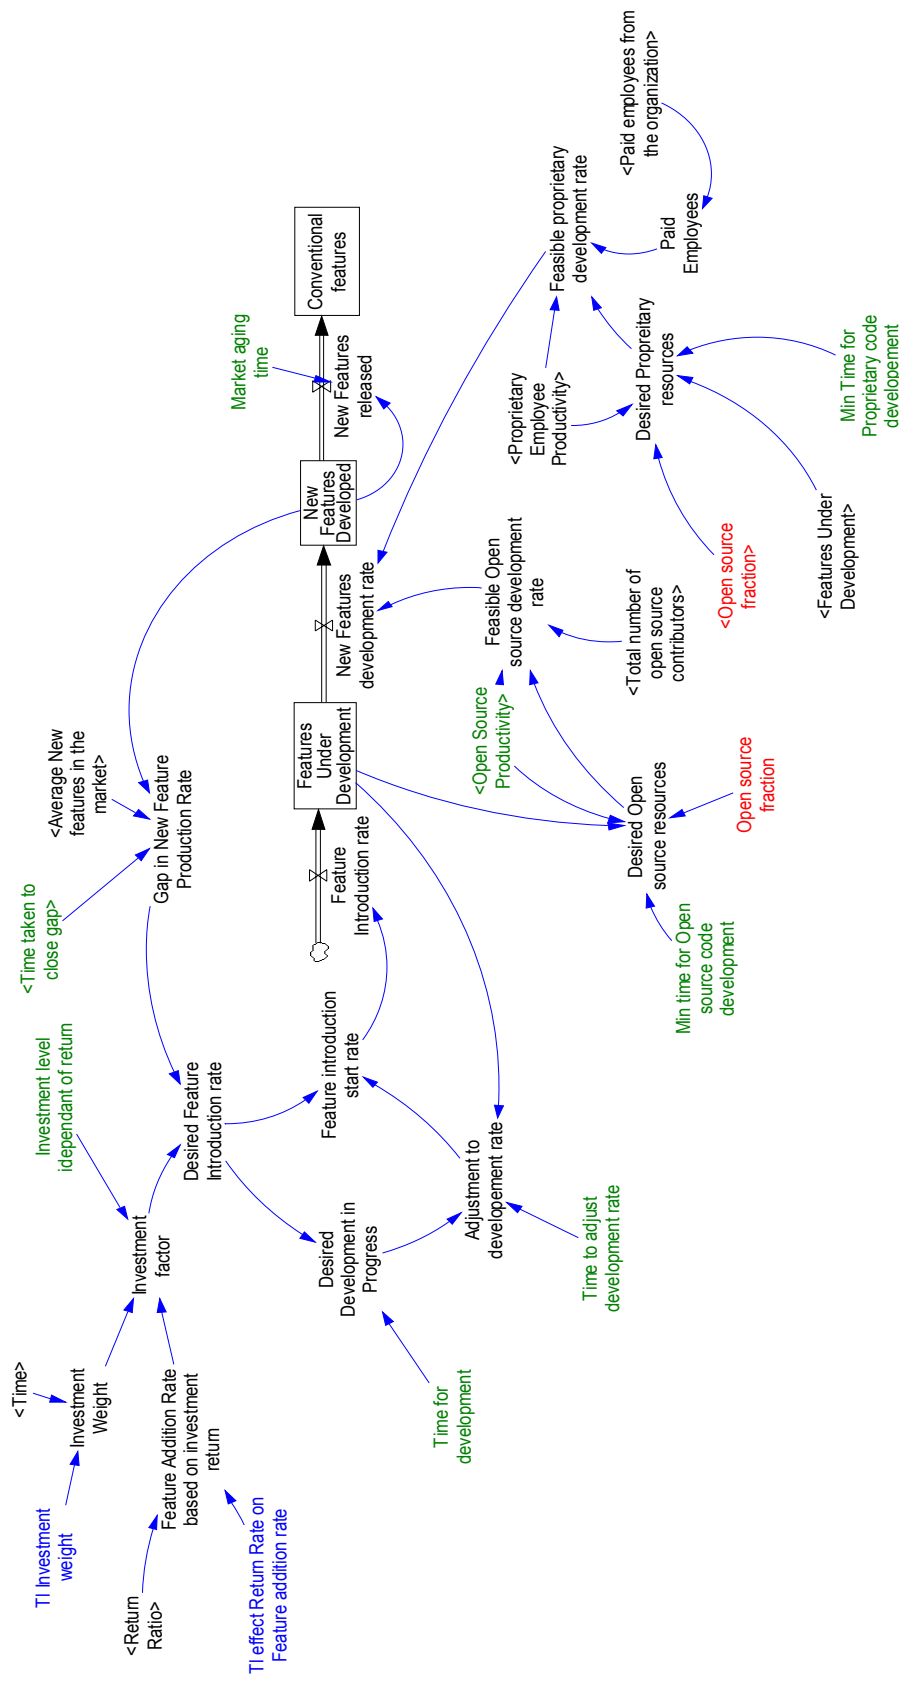 <Time>
TI Investment
weight
Investment
Weight
<Return
Ratio>
Feature Addition Rate
based on investment
return
TI effect Return Rate on
Feature addition rate
Investment
factor
Investment level
idependant of return
<Time taken to
close gap>
<Average New
features in the
market>
Gap in New Feature
Production Rate
Desired Feature
Introduction rate
Feature introduction
start rate
Desired
Development in
Progress
Time for
development
Adjustment to
developement rate
Time to adjust
development rate
Feature
Introduction rate
Features
Under
Development
New Features
development rate
New
Features
Developed
New Features
released
Market aging
time
Conventional
features
<Open Source
Productivity>
Feasible Open
source development
rate
<Total number of
open source
contributors>
Desired Open
source resources
Open source
fraction
Min time for Open
source code
development
<Proprietary
Employee
Productivity>
Feasible proprietary
development rate
<Paid employees from
the organization>
Paid
Employees
Desired Propreitary
resources
<Open source
fraction>
<Features Under
Development>
Min Time for
Proprietary code
developement